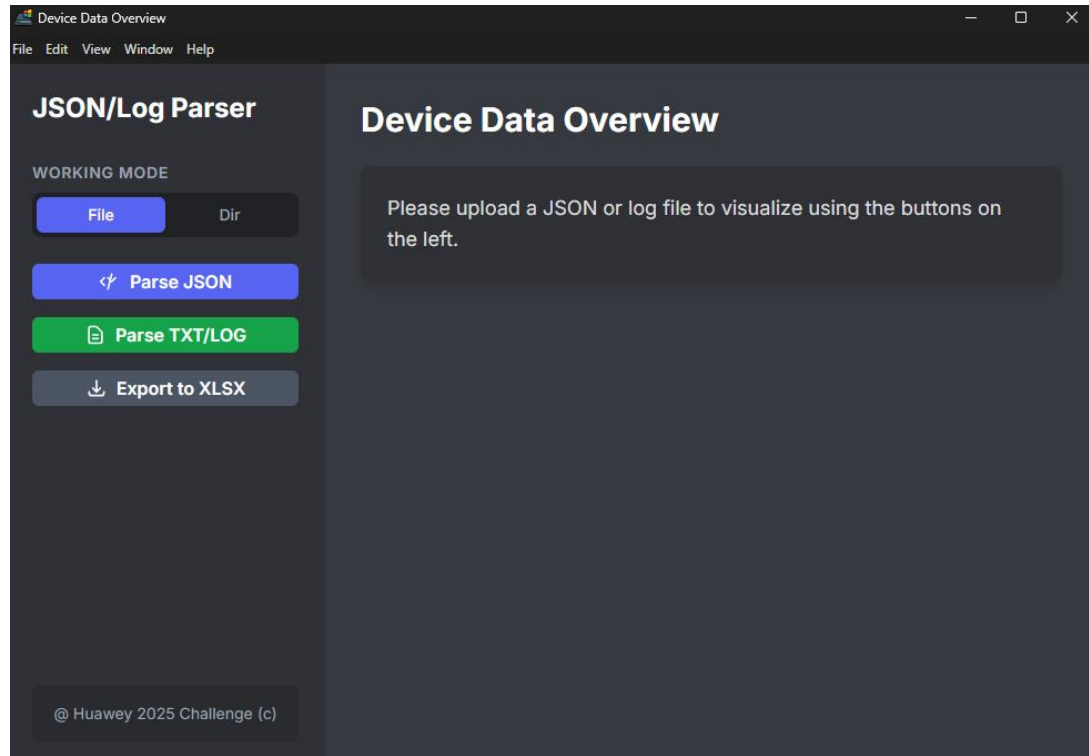 Device Data Overview
File Edit View Window Help
JSON/Log Parser
WORKING MODE
File Dir
Parse JSON
Parse TXT/LOG
Export to XLSX
@ Huawey 2025 Challenge (c)
Device Data Overview
Please upload a JSON or log file to visualize using the buttons on
the left.